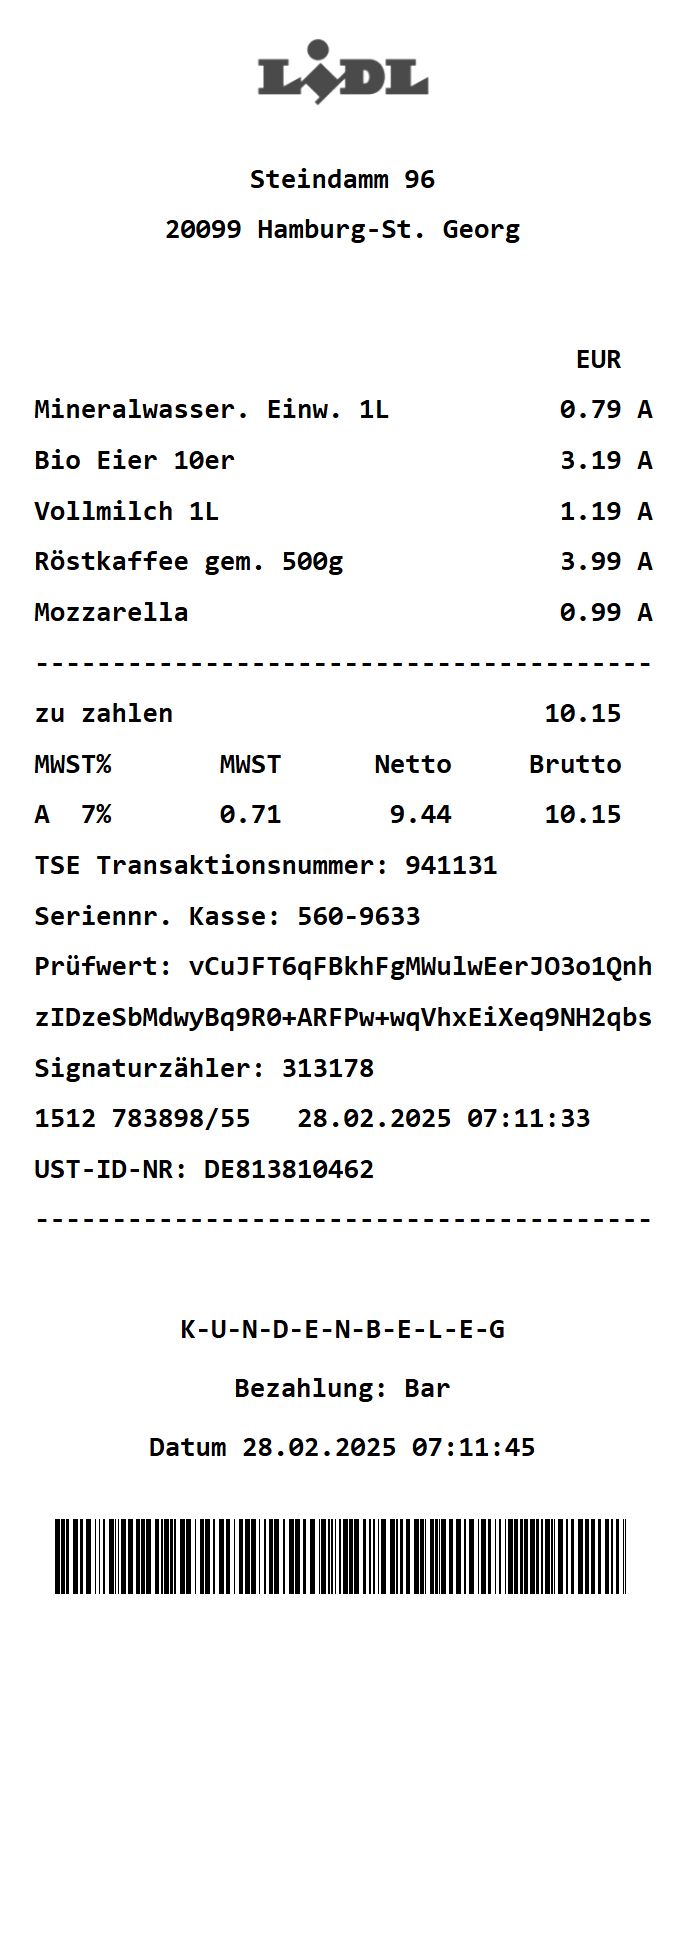 LIDL
Steindamm 96
20099 Hamburg-St. Georg
EUR
Mineralwasser. Einw. 1L 0.79 A
Bio Eier 10er 3.19 A
Vollmilch 1L 1.19 A
Röstkaffee gem. 500g 3.99 A
Mozzarella 0.99 A
----------------------------------------
zu zahlen 10.15
MWST% MWST Netto Brutto
A 7% 0.71 9.44 10.15
TSE Transaktionsnummer: 941131
Seriennr. Kasse: 560-9633
Prüfwert: vCuJFT6qFBkhFgMWulwEerJO3o1Qnh
zIDzeSbMdwyBq9R0+ARFPw+wqVhxEiXeq9NH2qbs
Signaturzähler: 313178
1512 783898/55 28.02.2025 07:11:33
UST-ID-NR: DE813810462
----------------------------------------
K-U-N-D-E-N-B-E-L-E-G
Bezahlung: Bar
Datum 28.02.2025 07:11:45